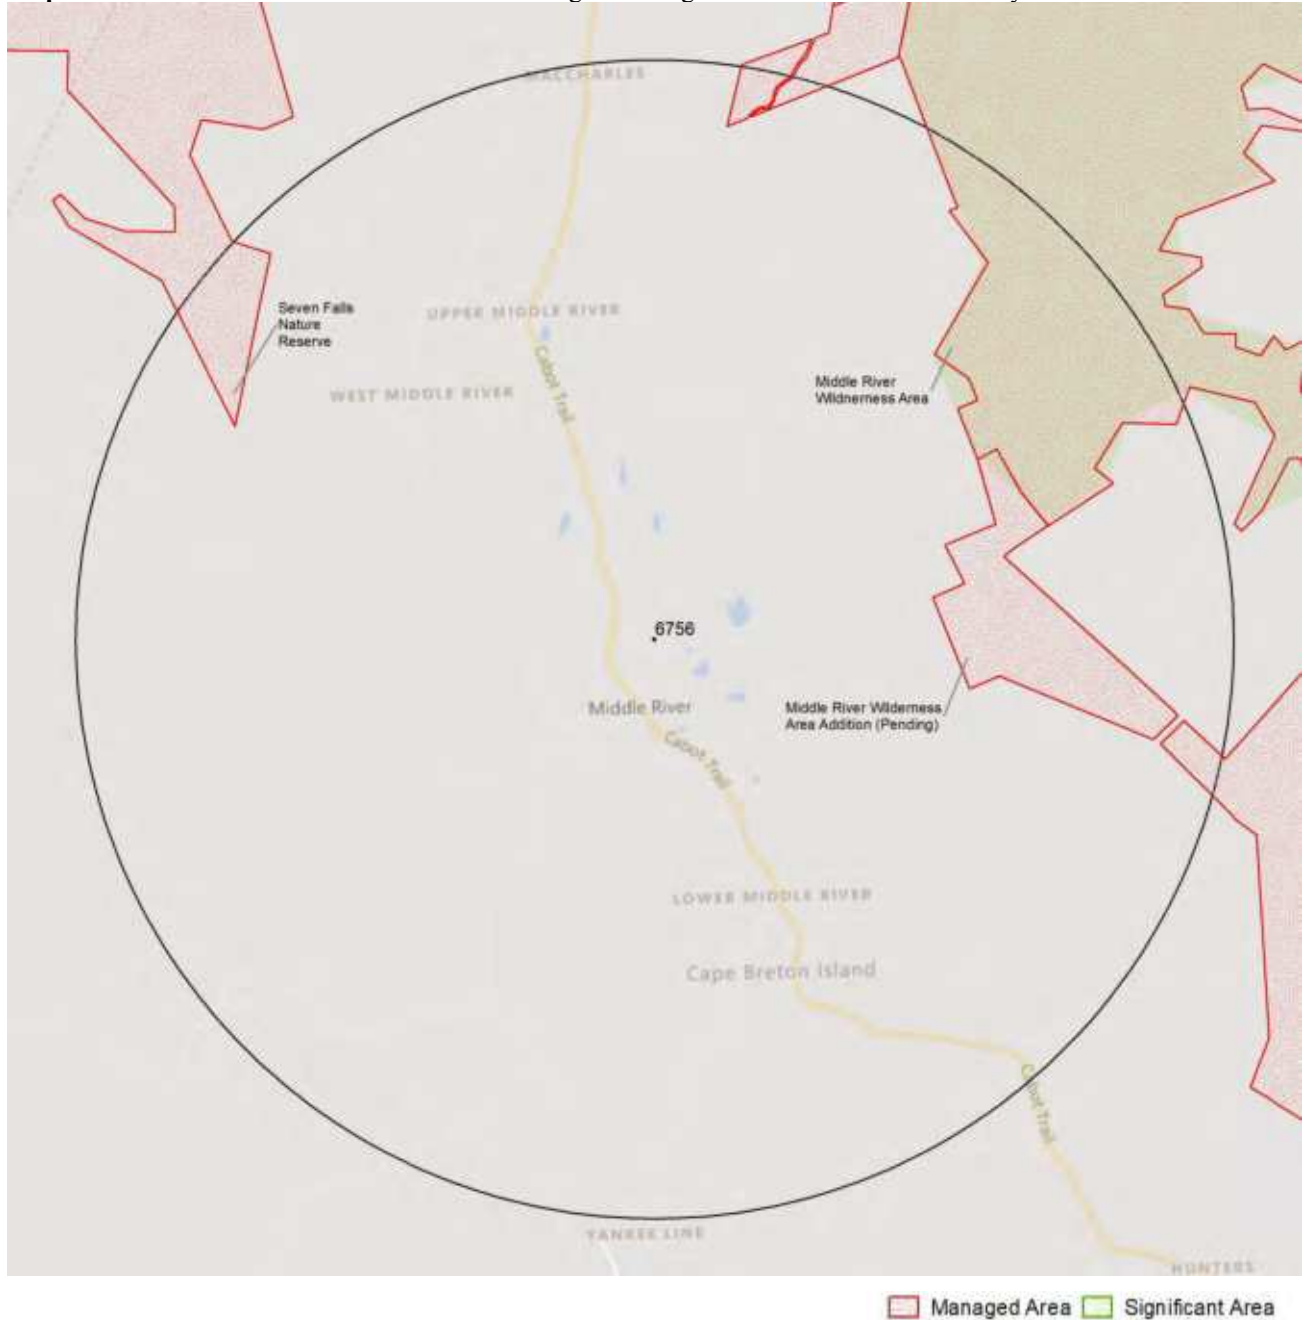 MACCHARLES
Seven Falls
Nature
Reserve
UPPER MIDDLE RIVER
WEST MIDDLE RIVER
Cabot Trail
Middle River
Wildnerness Area
6756
Middle River
Middle River Wilderness
Area Addition (Pending)
Cabot Trail
LOWER MIDDLE RIVER
Cape Breton Island
Cabot Trail
YANKEE LINE
HUNTERS
Managed Area
Significant Area